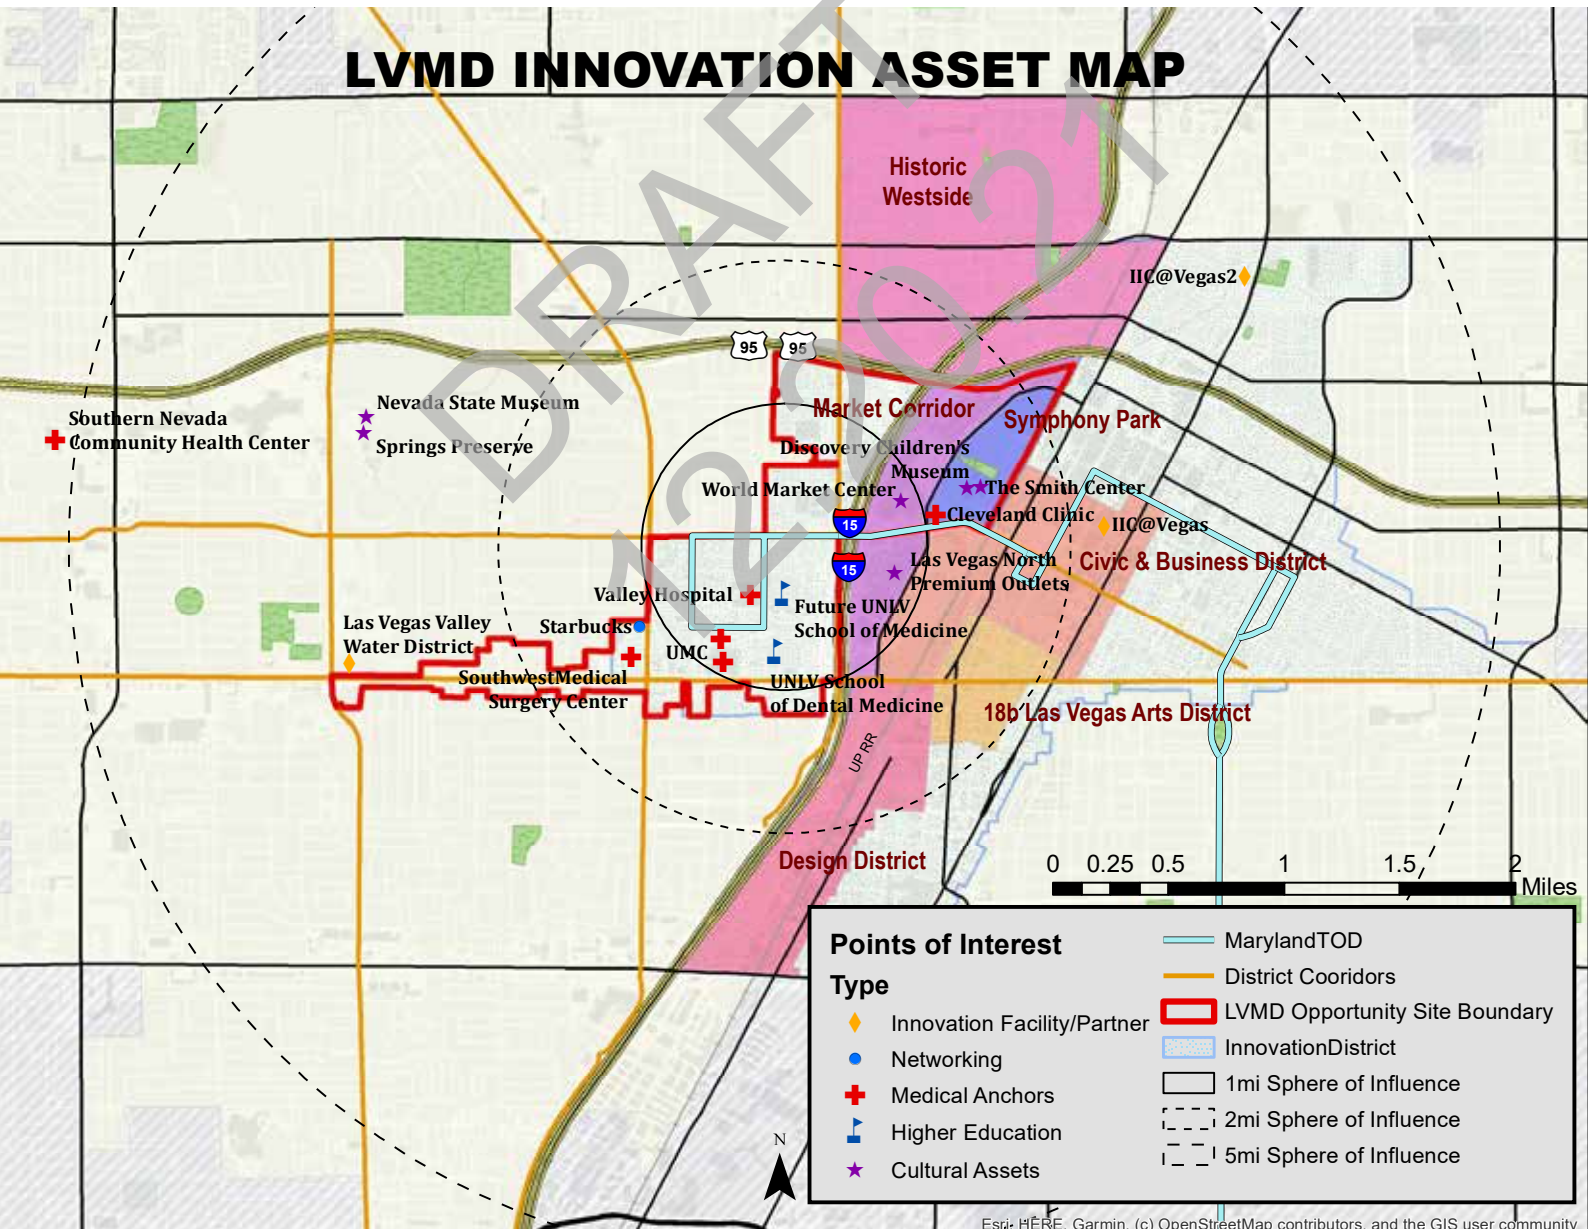 LVMD INNOVATION ASSET MAP
DRAFT
122021
Historic
Westside
IIC@Vegas2
95
95
Nevada State Museum
Southern Nevada
Community Health Center
Springs Preserve
Market Corridor
Symphony Park
Discovery Children's
Museum
World Market Center
The Smith Center
Cleveland Clinic
IIC@Vegas
15
15
Las Vegas North
Premium Outlets
Civic & Business District
Valley Hospital
Future UNLV
School of Medicine
Las Vegas Valley
Water District
Starbucks
UMC
SouthwestMedical
Surgery Center
UNLV School
of Dental Medicine
18b Las Vegas Arts District
UP RR
Design District
0 0.25 0.5 1 1.5 2
Miles
Points of Interest
Type
Innovation Facility/Partner
Networking
Medical Anchors
Higher Education
Cultural Assets
MarylandTOD
District Cooridors
LVMD Opportunity Site Boundary
InnovationDistrict
1mi Sphere of Influence
2mi Sphere of Influence
5mi Sphere of Influence
N
Esri, HERE, Garmin, (c) OpenStreetMap contributors, and the GIS user community